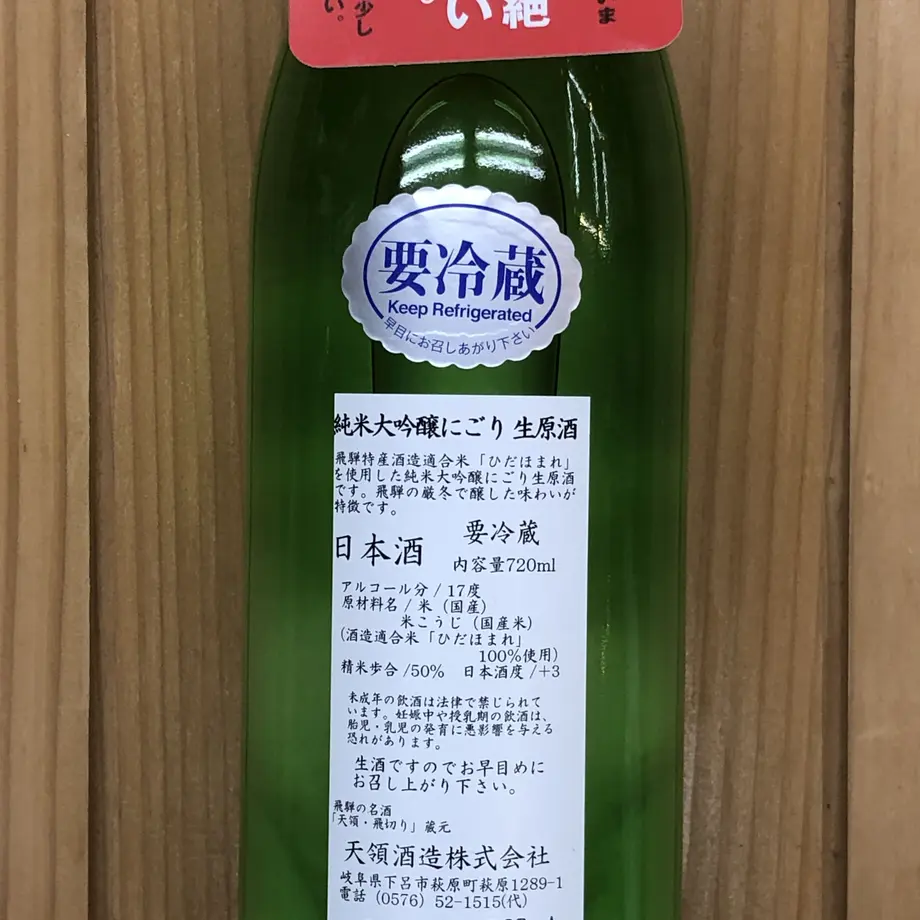 少し
い。
絶
い
ま
要冷蔵
Keep Refrigerated
早目にお召しあがり下さい
純米大吟醸にごり 生原酒
飛騨特産酒造適合米「ひだほまれ」
を使用した純米大吟醸にごり生原酒
です。飛騨の厳冬で醸した味わいが
特徴です。
日本酒
要冷蔵
内容量720ml
アルコール分 / 17度
原材料名 / 米（国産）
米こうじ（国産米）
（酒造適合米「ひだほまれ」
100%使用）
精米歩合 /50% 日本酒度 /+3
未成年の飲酒は法律で禁じられて
います。妊娠中や授乳期の飲酒は、
胎児・乳児の発育に悪影響を与える
恐れがあります。
生酒ですのでお早目めに
お召し上がり下さい。
飛騨の名酒
「天領・飛切り」蔵元
天領酒造株式会社
岐阜県下呂市萩原町萩原1289-1
電話（0576）52-1515(代)